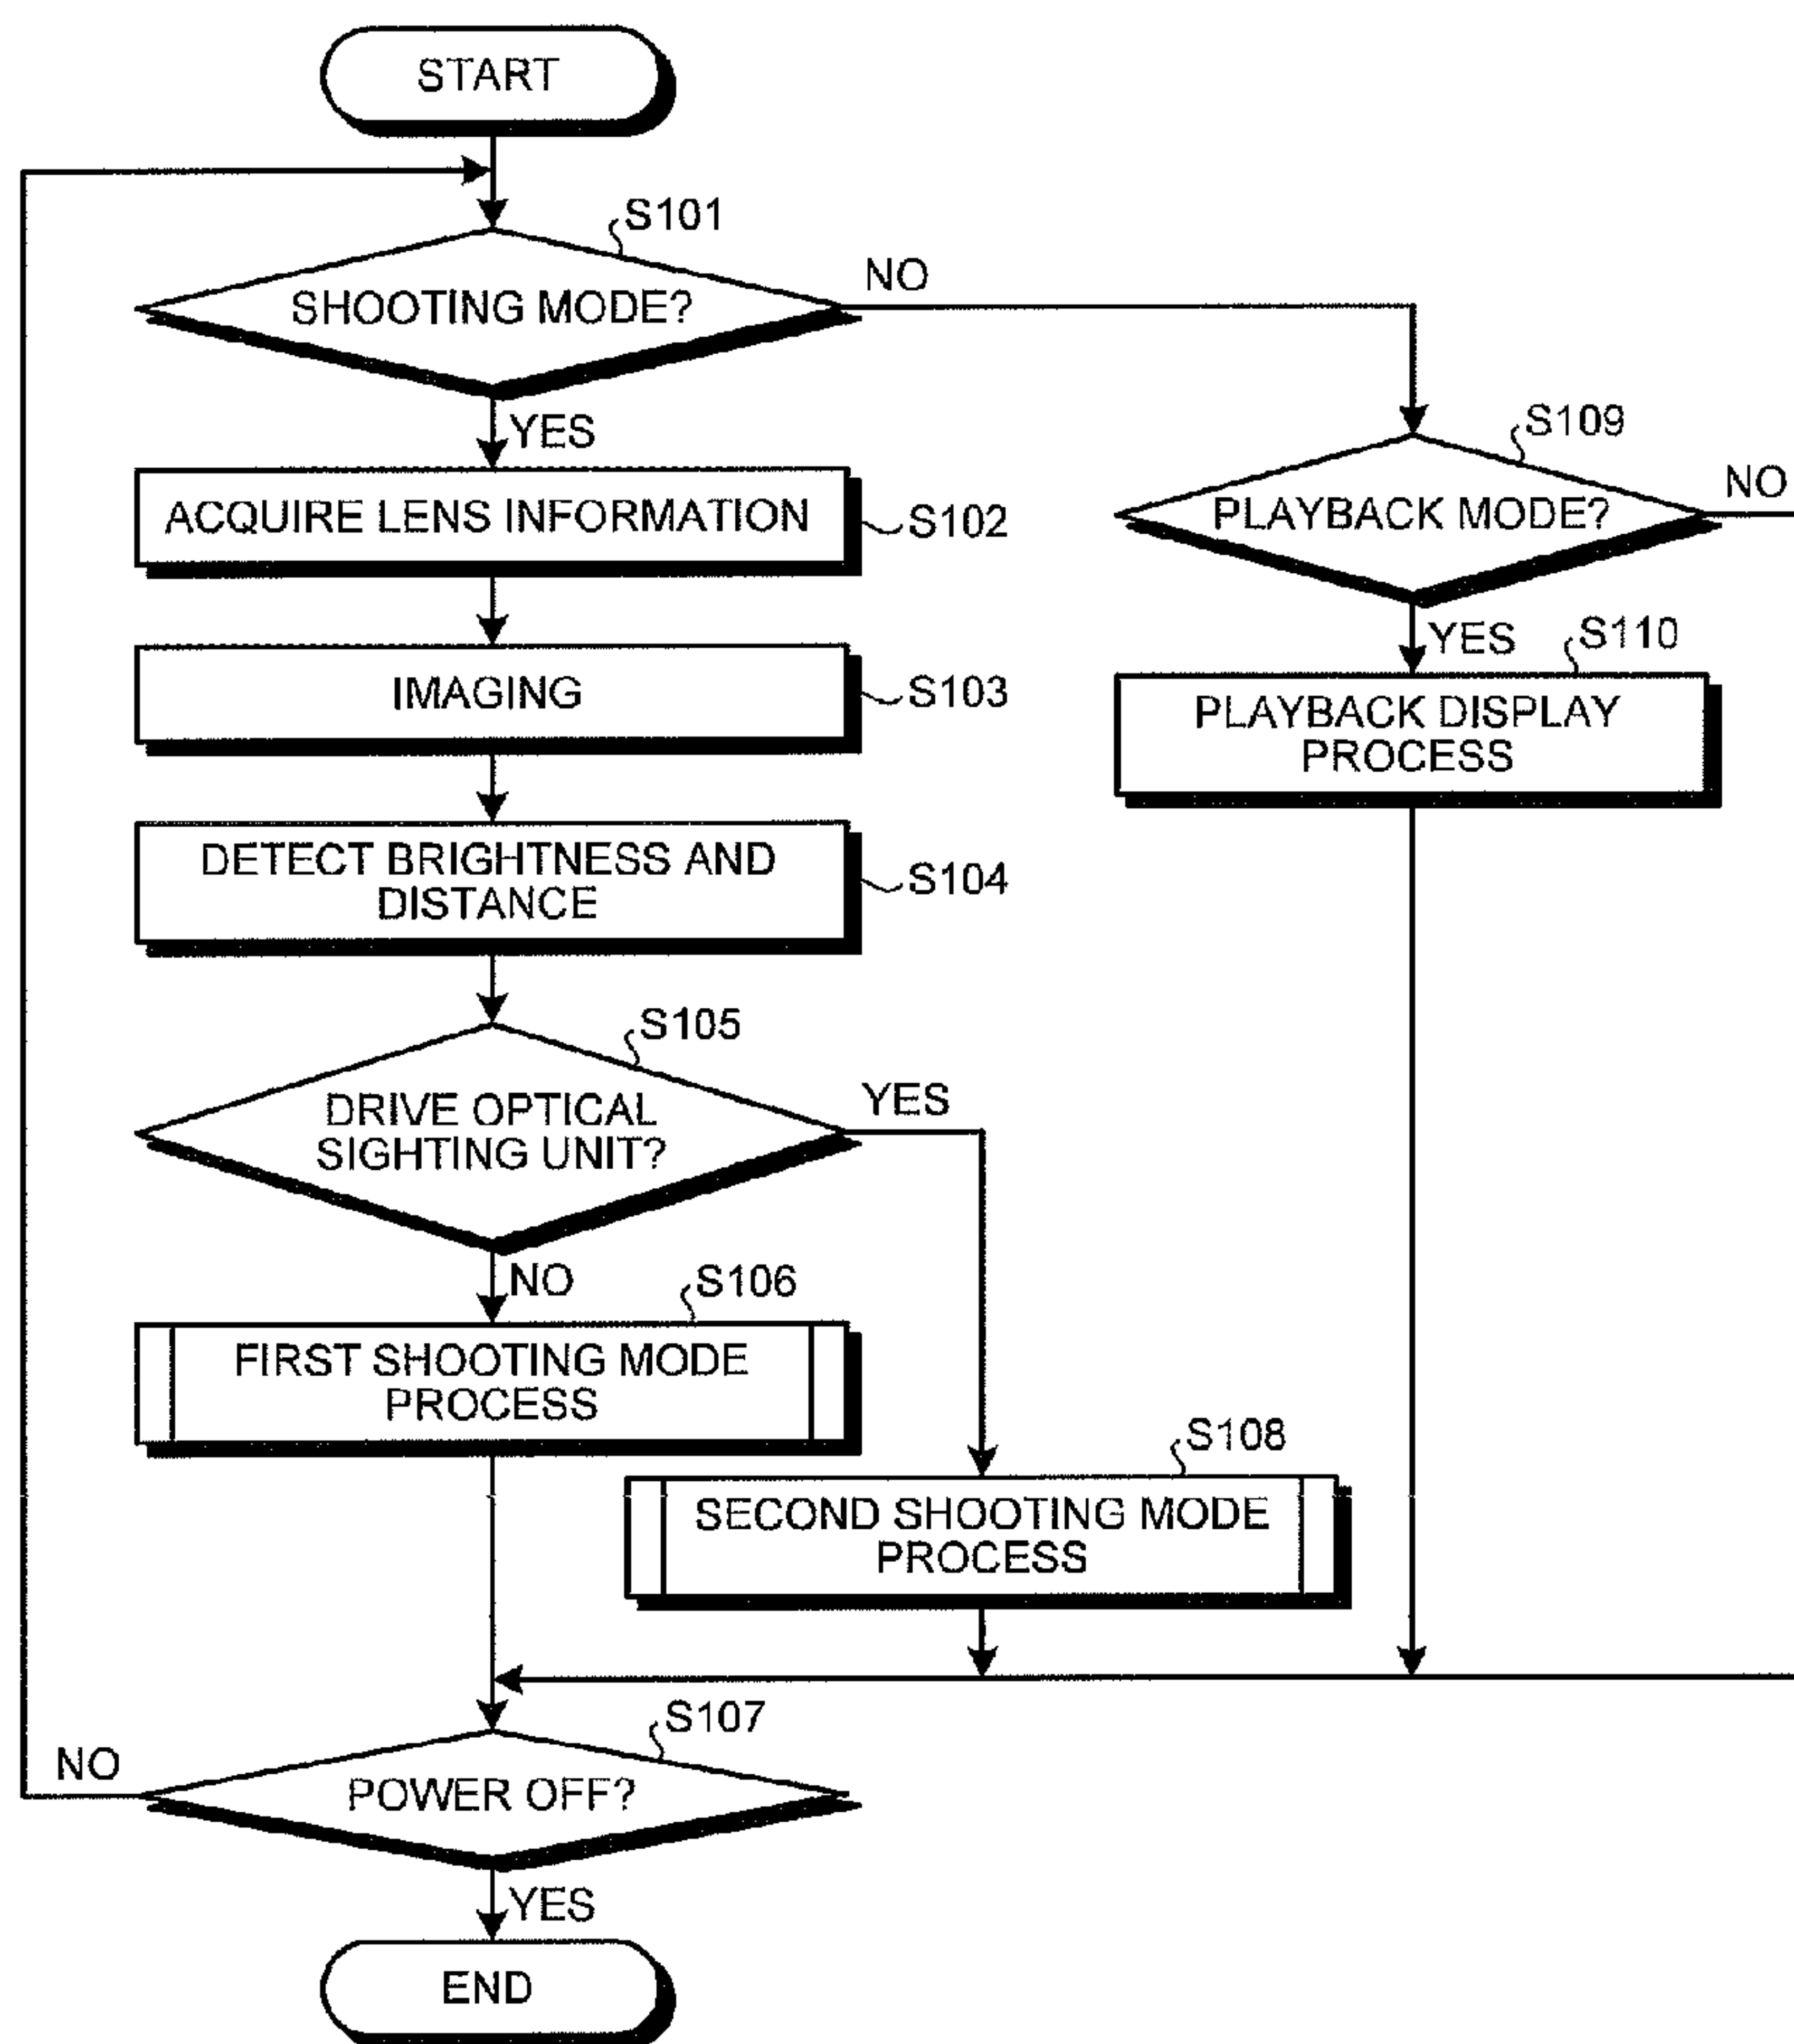 START
S101
SHOOTING MODE?
NO
YES
ACQUIRE LENS INFORMATION
S102
IMAGING
S103
DETECT BRIGHTNESS AND
DISTANCE
S104
S105
DRIVE OPTICAL
SIGHTING UNIT?
YES
NO
S106
FIRST SHOOTING MODE
PROCESS
S108
SECOND SHOOTING MODE
PROCESS
S109
PLAYBACK MODE?
NO
YES
S110
PLAYBACK DISPLAY
PROCESS
S107
POWER OFF?
NO
YES
END